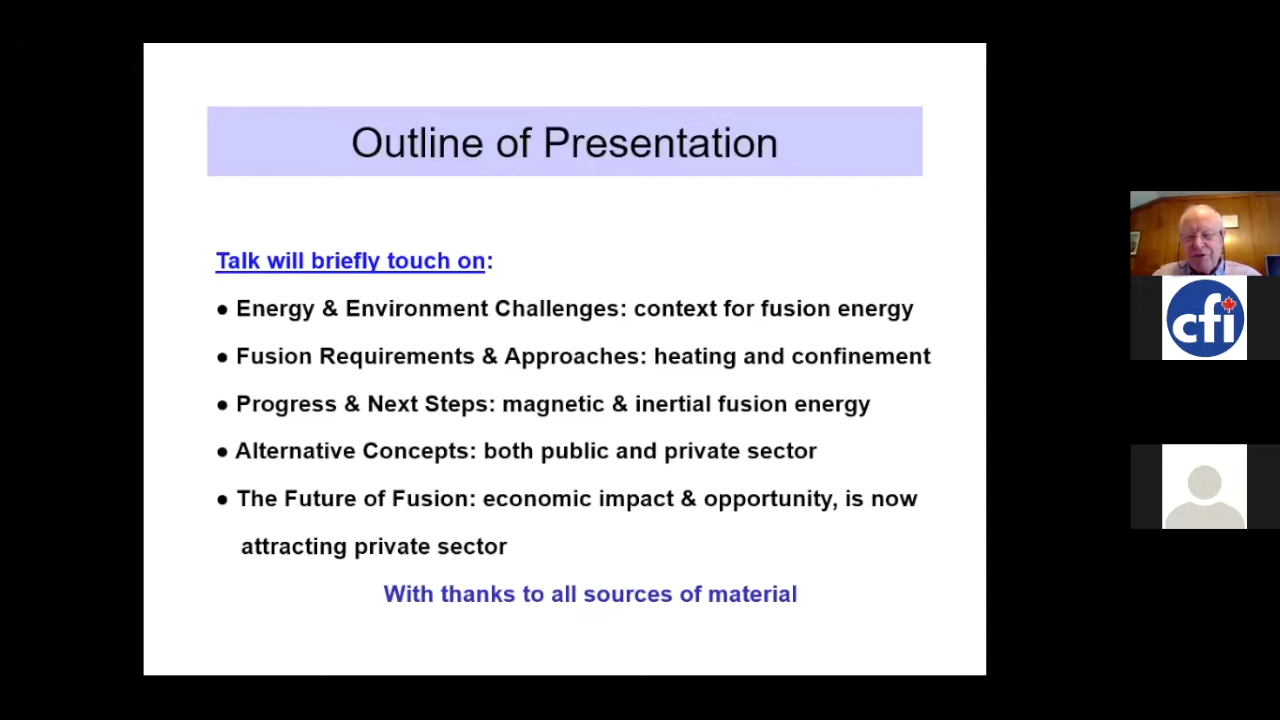 Outline of Presentation
Talk will briefly touch on:
● Energy & Environment Challenges: context for fusion energy
● Fusion Requirements & Approaches: heating and confinement
● Progress & Next Steps: magnetic & inertial fusion energy
● Alternative Concepts: both public and private sector
● The Future of Fusion: economic impact & opportunity, is now
attracting private sector
With thanks to all sources of material
cfi